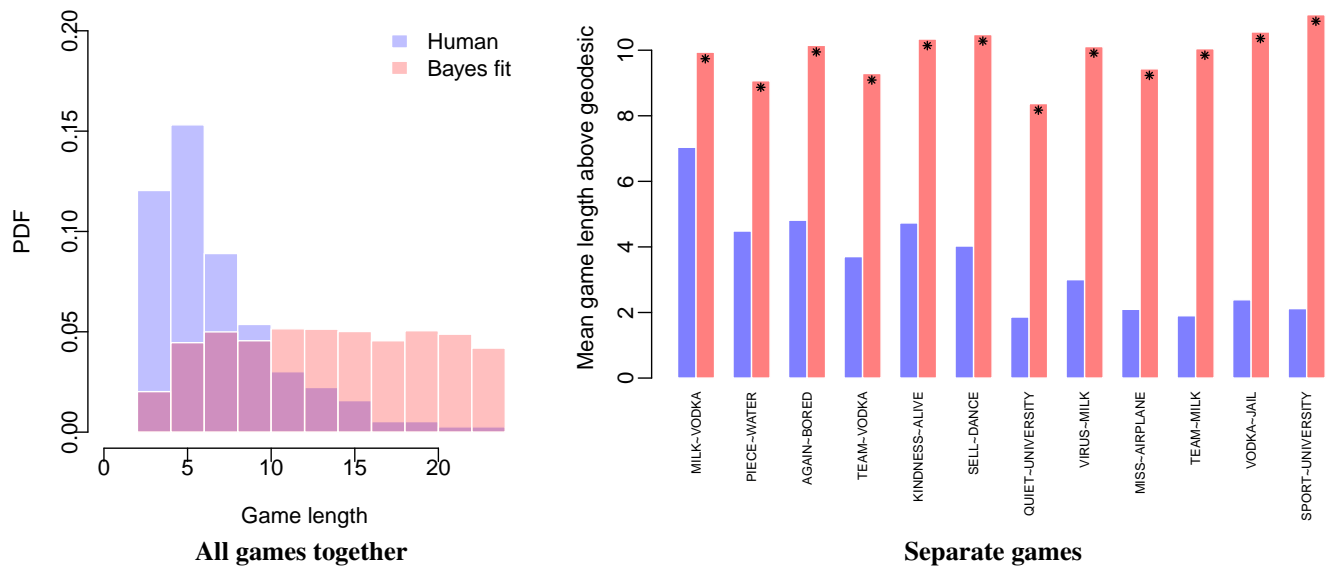 0.20
0.15
0.10
0.05
0.00
PDF
Human
Bayes fit
0
5
10
15
20
Game length
All games together
Mean game length above geodesic
10
8
6
4
2
0
MILK−VODKA
PIECE−WATER
AGAIN−BORED
TEAM−VODKA
KINDNESS−ALIVE
SELL−DANCE
QUIET−UNIVERSITY
VIRUS−MILK
MISS−AIRPLANE
TEAM−MILK
VODKA−JAIL
SPORT−UNIVERSITY
Separate games